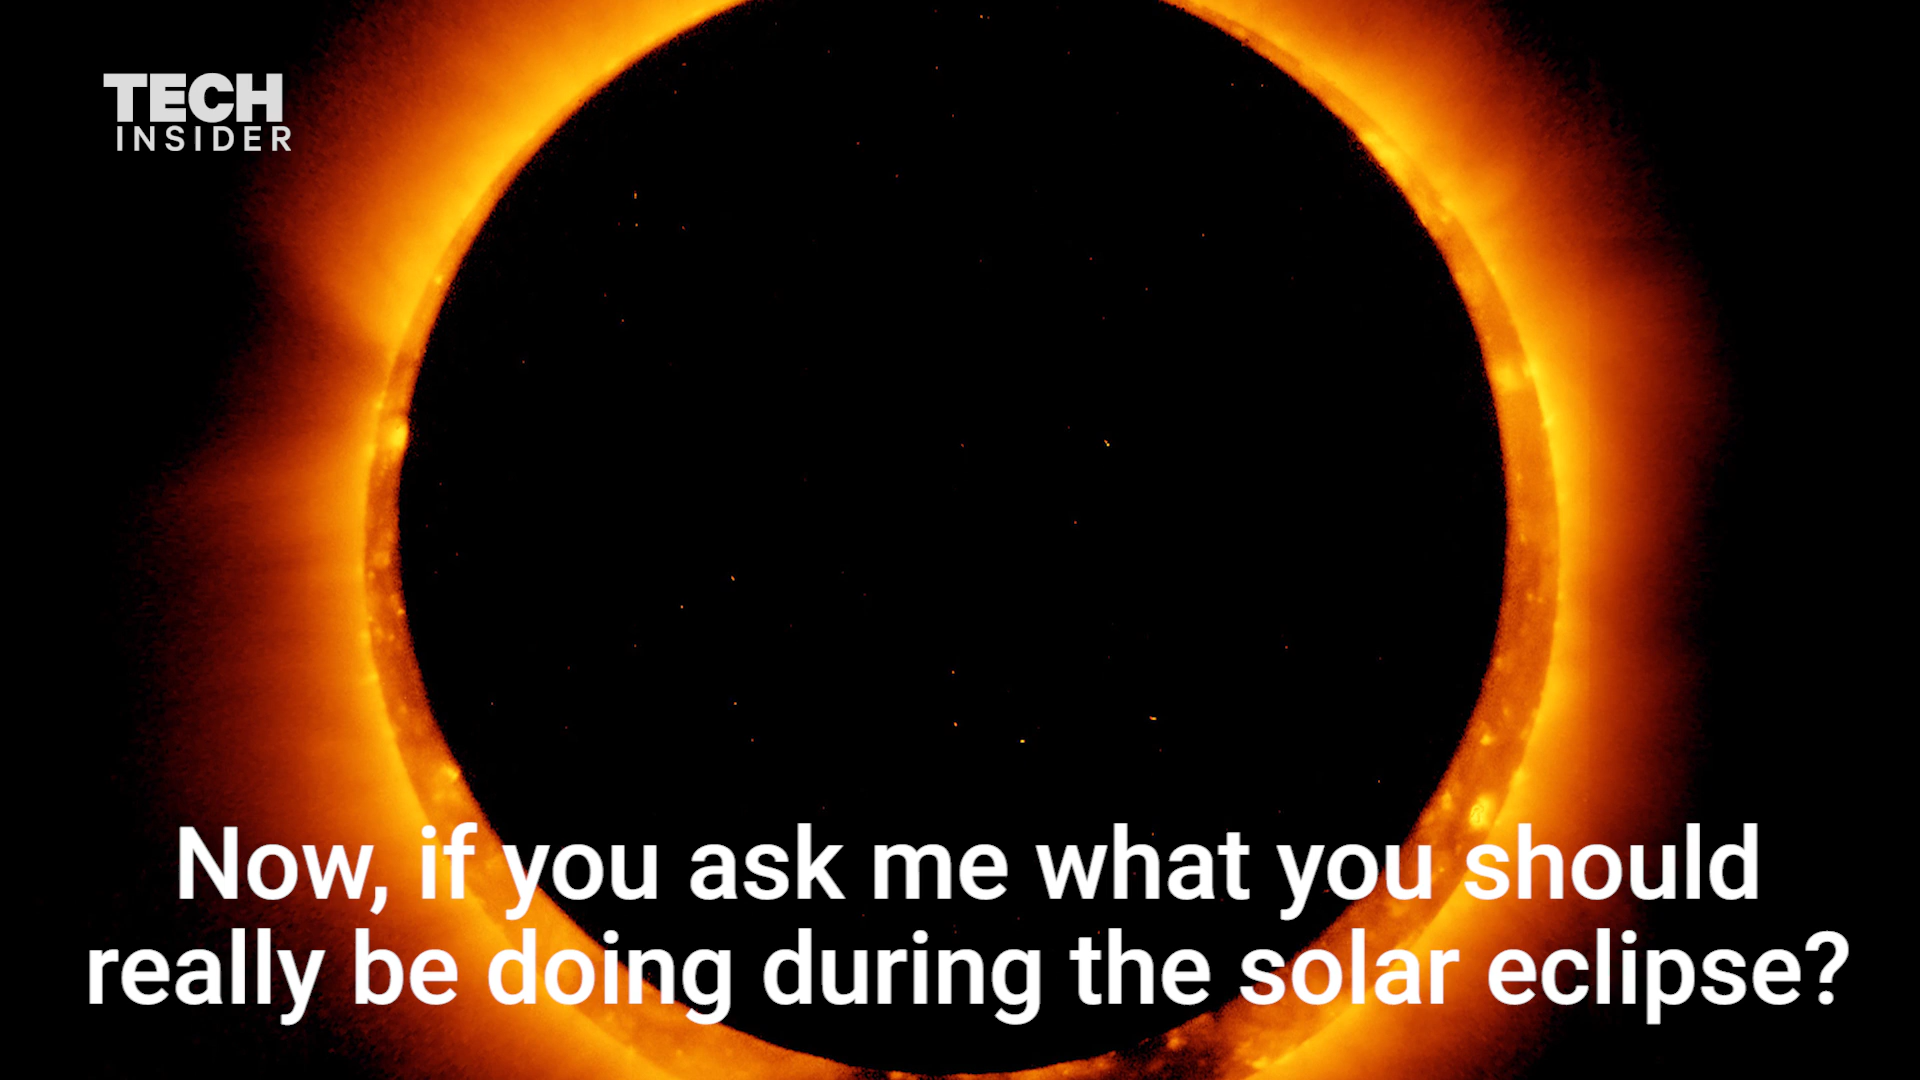 TECH
INSIDER
Now, if you ask me what you should
really be doing during the solar eclipse?